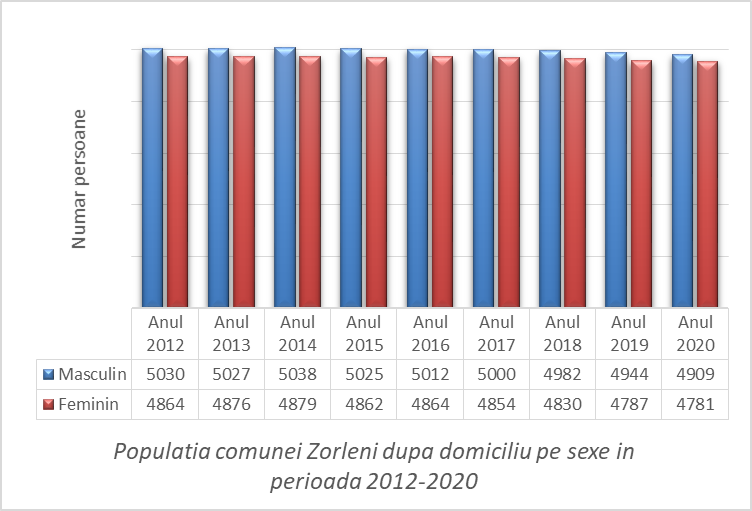 Numar persoane
Anul 2012 Anul 2013 Anul 2014 Anul 2015 Anul 2016 Anul 2017 Anul 2018 Anul 2019 Anul 2020
Masculin 5030 5027 5038 5025 5012 5000 4982 4944 4909
Feminin 4864 4876 4879 4862 4864 4854 4830 4787 4781
Populatia comunei Zorleni dupa domiciliu pe sexe in
perioada 2012-2020